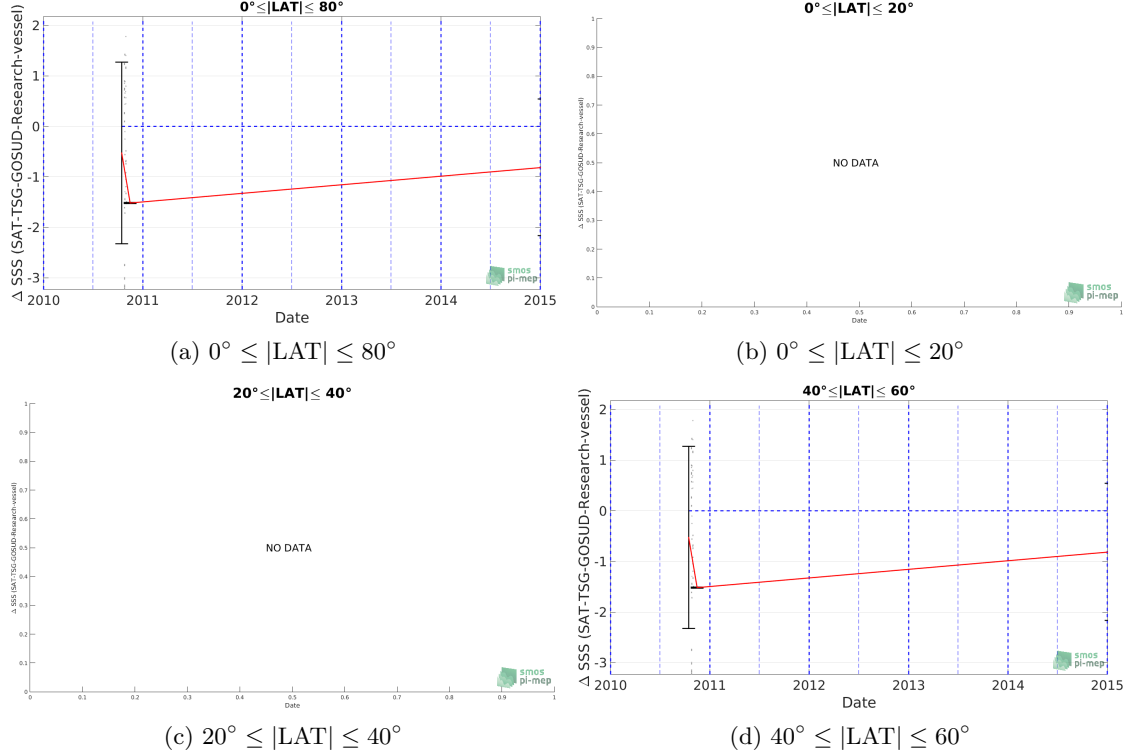 0°≤|LAT|≤ 80°
Δ SSS (SAT-TSG-GOSUD-Research-vessel)
2
1
0
-1
-2
-3
2010 2011 2012 2013 2014 2015
Date
smos
pi-mep
(a) 0° ≤ |LAT| ≤ 80°
0°≤|LAT|≤ 20°
Δ SSS (SAT-TSG-GOSUD-Research-vessel)
1
0.9
0.8
0.7
0.6
0.5
0.4
0.3
0.2
0.1
0
NO DATA
0 0.1 0.2 0.3 0.4 0.5 0.6 0.7 0.8 0.9 1
Date
smos
pi-mep
(b) 0° ≤ |LAT| ≤ 20°
20°≤|LAT|≤ 40°
Δ SSS (SAT-TSG-GOSUD-Research-vessel)
1
0.9
0.8
0.7
0.6
0.5
0.4
0.3
0.2
0.1
0
NO DATA
0 0.1 0.2 0.3 0.4 0.5 0.6 0.7 0.8 0.9 1
Date
smos
pi-mep
(c) 20° ≤ |LAT| ≤ 40°
40°≤|LAT|≤ 60°
Δ SSS (SAT-TSG-GOSUD-Research-vessel)
2
1
0
-1
-2
-3
2010 2011 2012 2013 2014 2015
Date
smos
pi-mep
(d) 40° ≤ |LAT| ≤ 60°